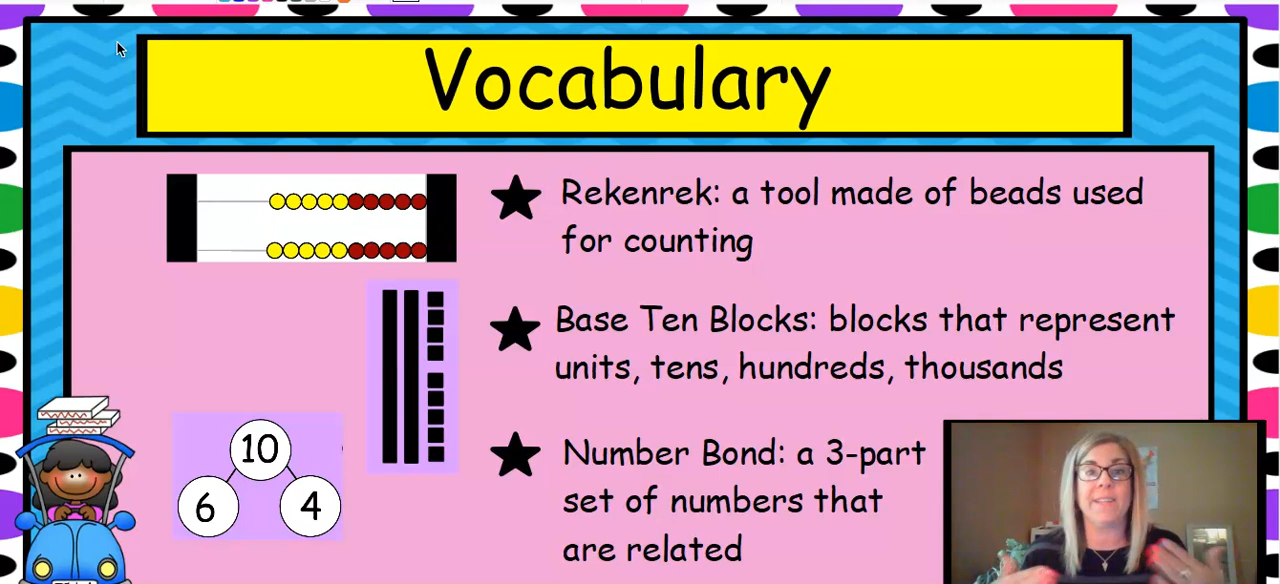 Vocabulary
Rekenrek: a tool made of beads used
for counting
Base Ten Blocks: blocks that represent
units, tens, hundreds, thousands
10
6 4
Number Bond: a 3-part
set of numbers that
are related